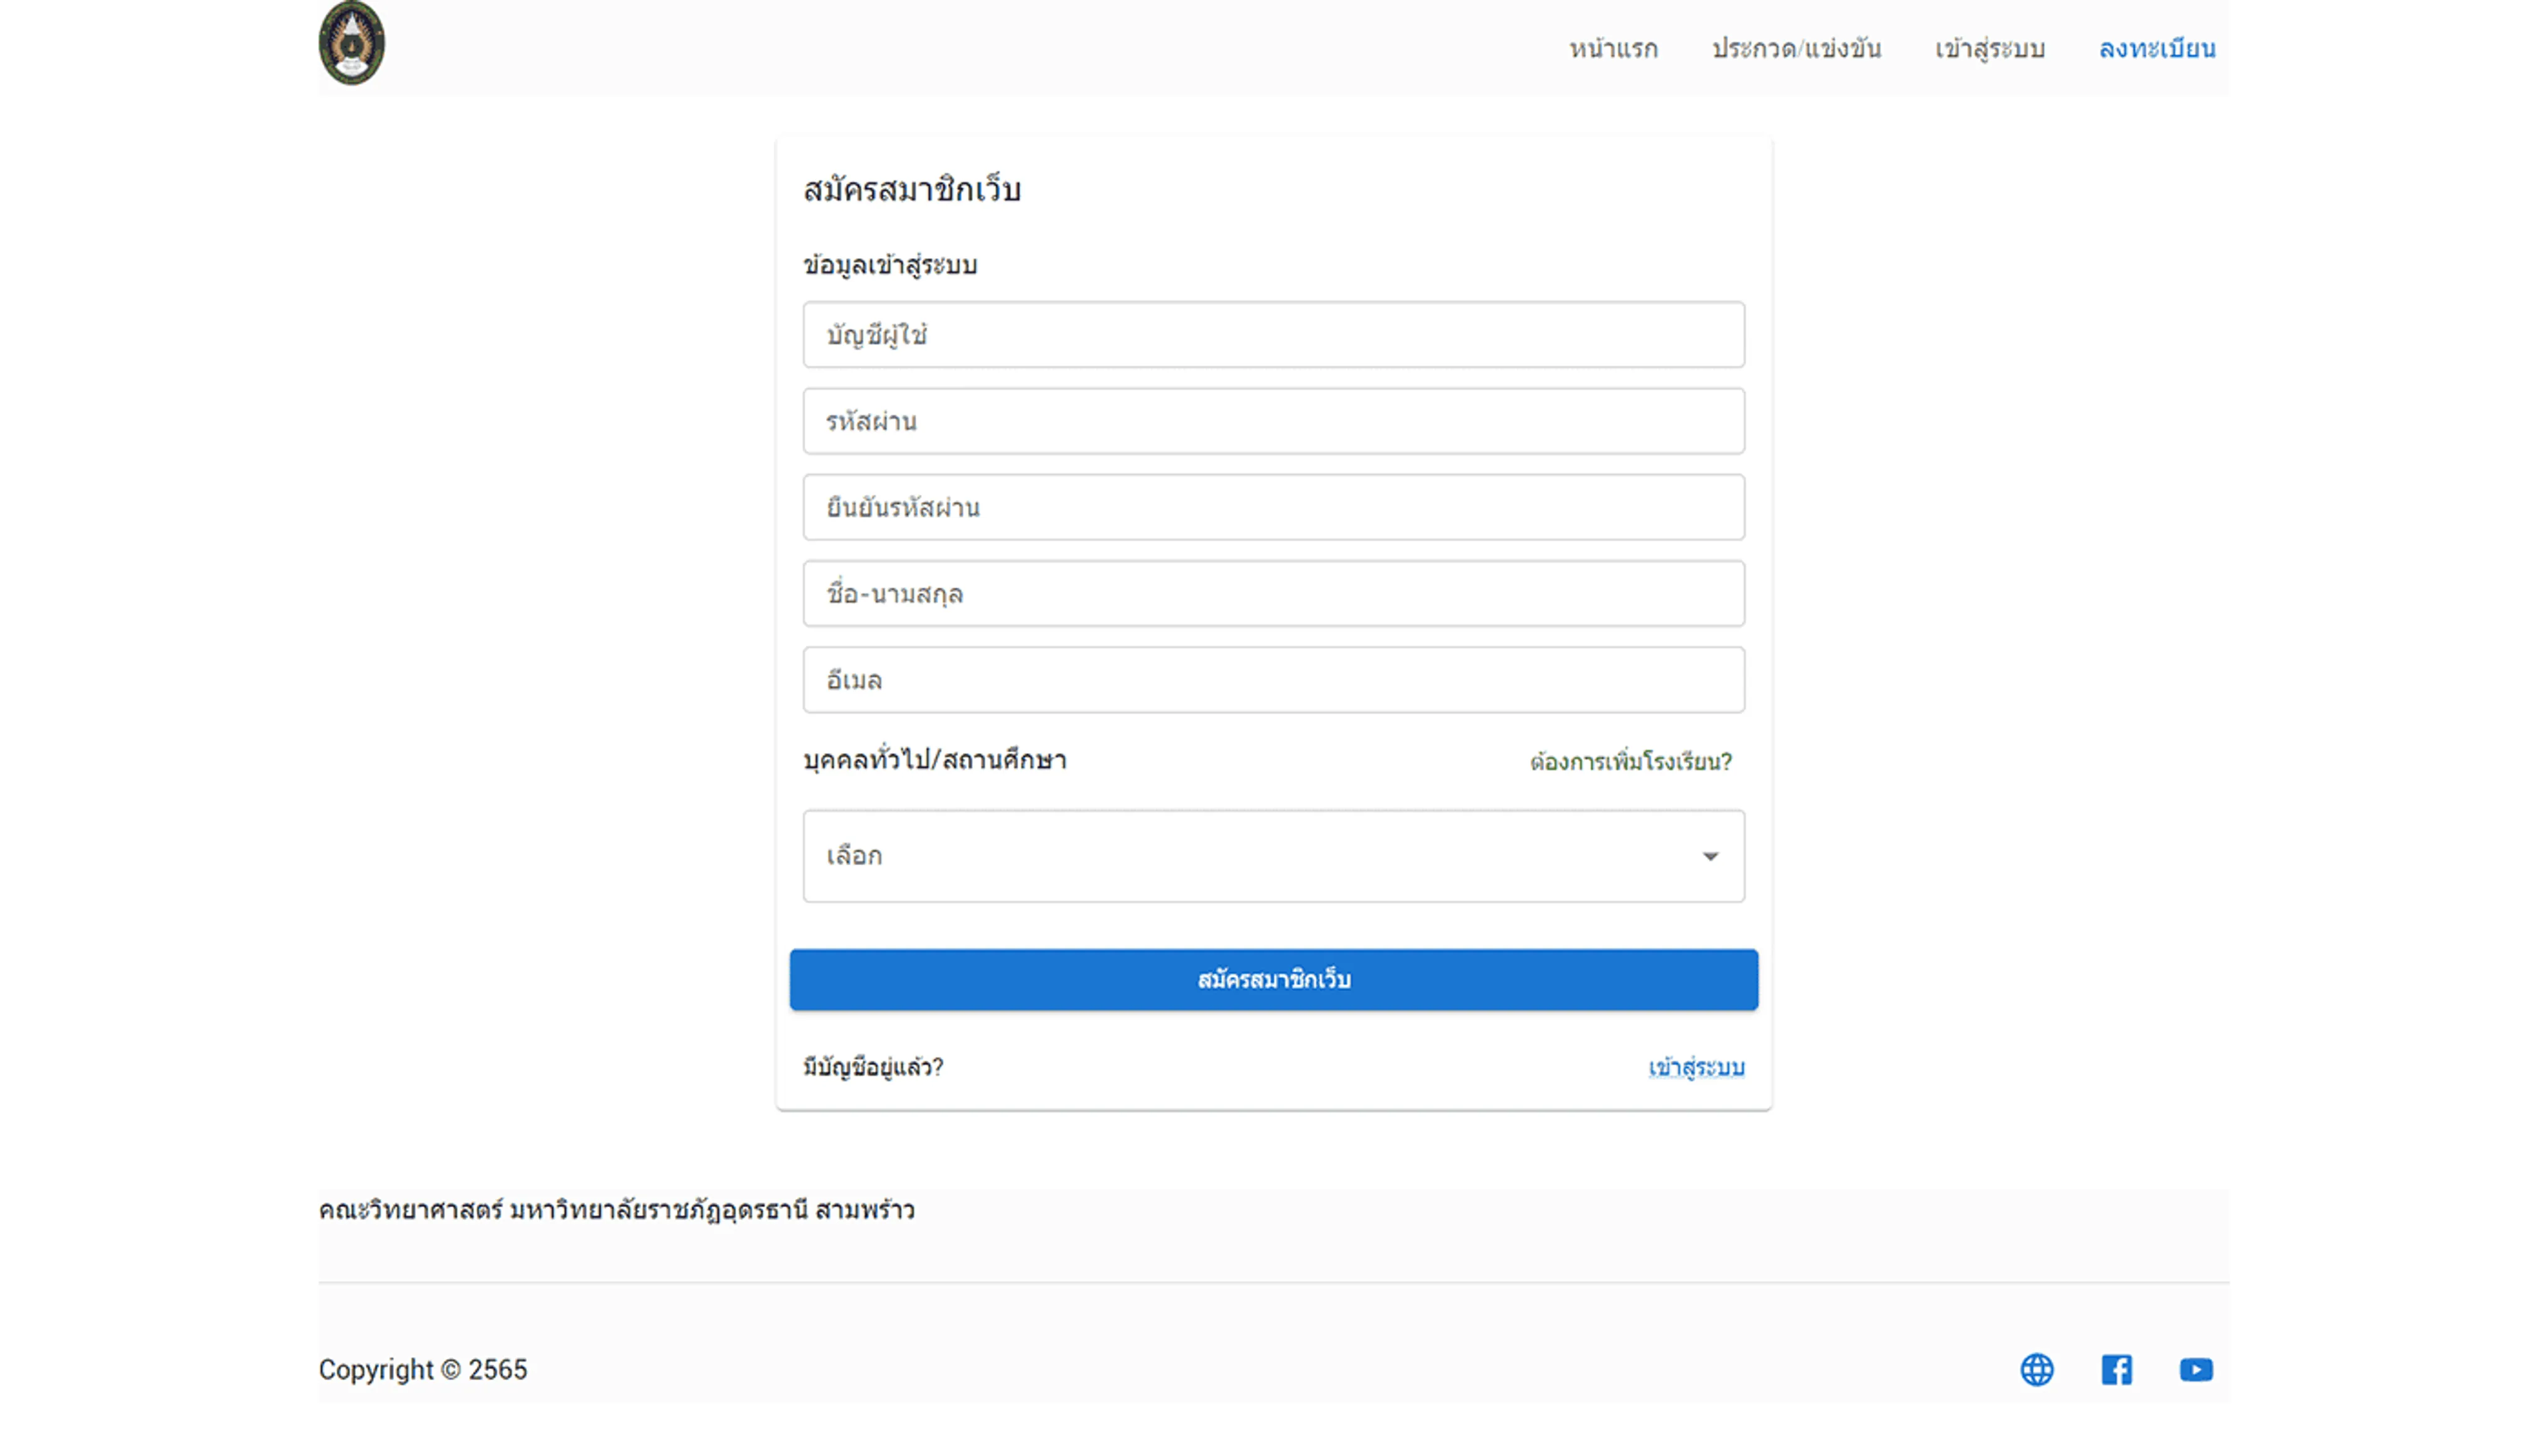 หน้าแรก ประกวด/แข่งขัน เข้าสู่ระบบ ลงทะเบียน
สมัครสมาชิกเว็บ
ข้อมูลเข้าสู่ระบบ
บัญชีผู้ใช้
รหัสผ่าน
ยืนยันรหัสผ่าน
ชื่อ-นามสกุล
อีเมล
บุคคลทั่วไป/สถานศึกษา ต้องการเพิ่มโรงเรียน?
เลือก
สมัครสมาชิกเว็บ
มีบัญชีอยู่แล้ว? เข้าสู่ระบบ
คณะวิทยาศาสตร์ มหาวิทยาลัยราชภัฏอุดรธานี สามพร้าว
Copyright © 2565